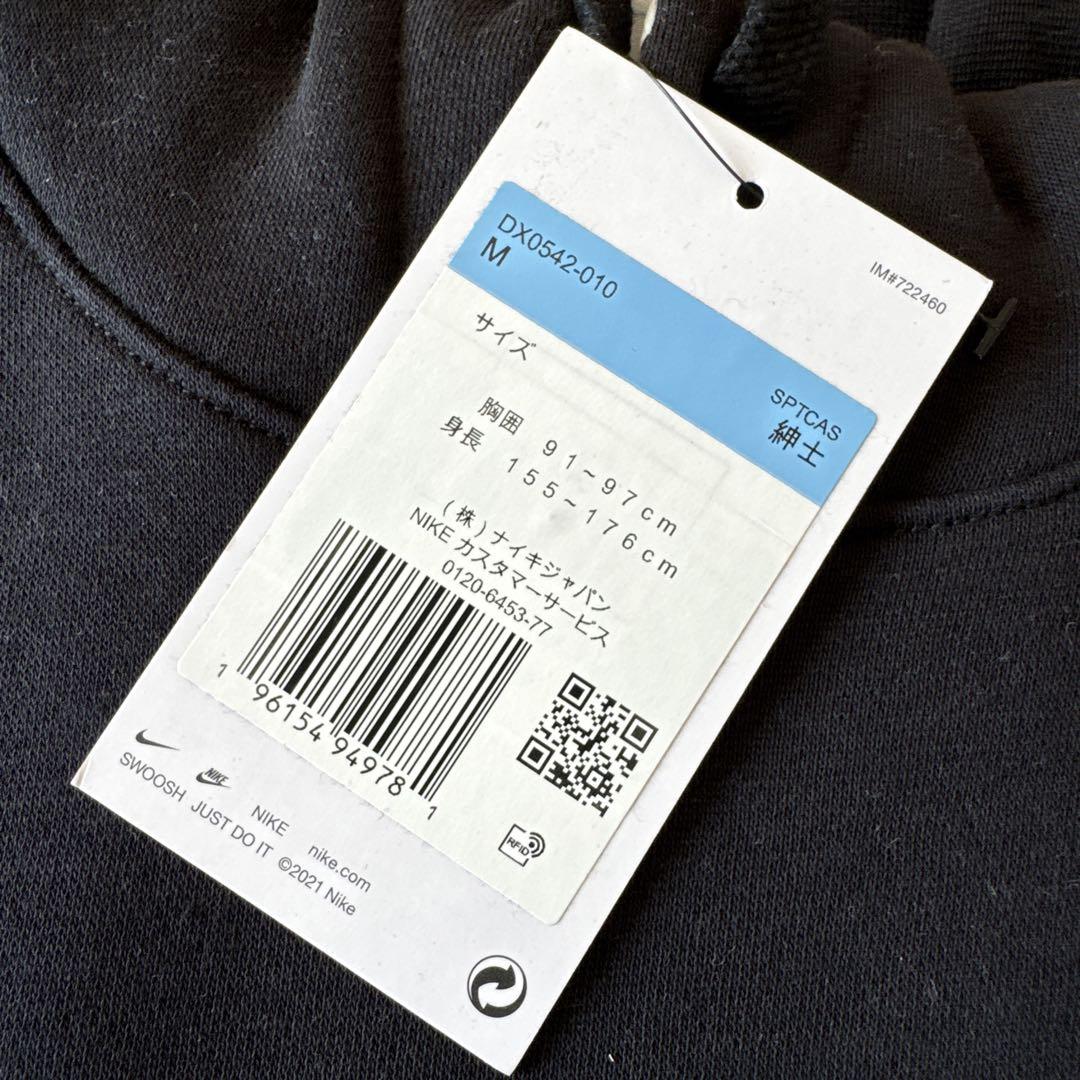 IM#722460
DX0542-010
M
SPTCAS
紳士
サイズ
胸囲 91~97cm
身長 155~176cm
(株)ナイキジャパン
NIKE カスタマーサービス
0120-6453-77
1 96154 94978 1
RFID
NIKE
NIKE nike.com
SWOOSH JUST DO IT ©2021 Nike